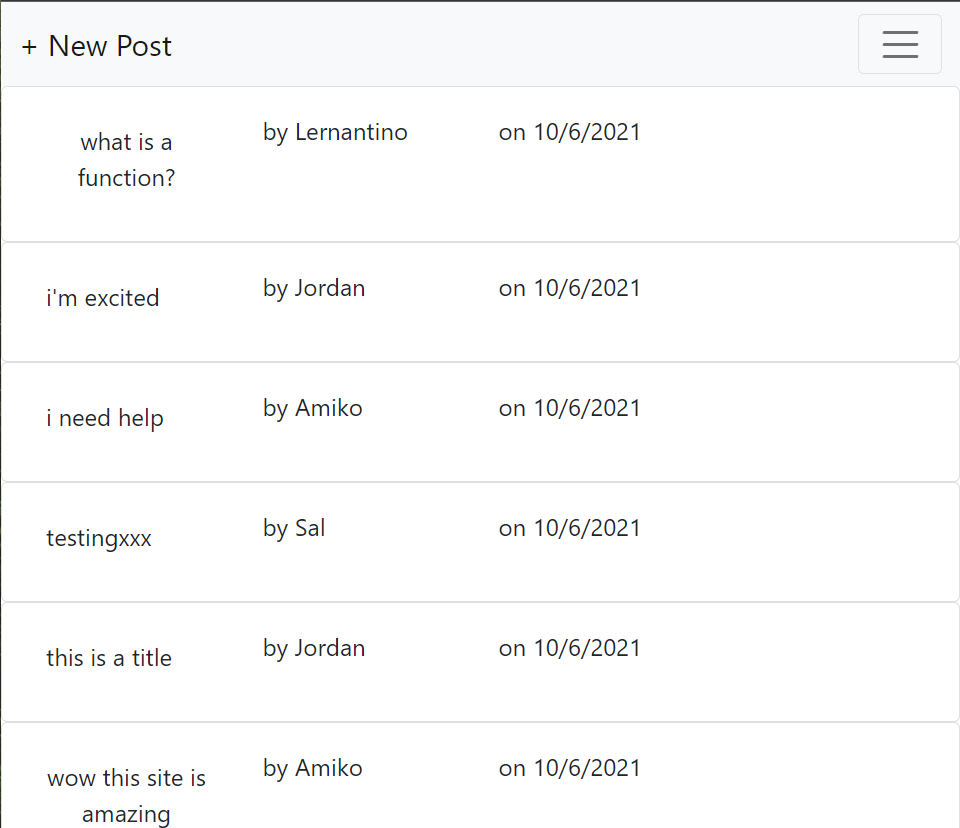 + New Post
what is a
function?
by Lernantino
on 10/6/2021
i'm excited
by Jordan
on 10/6/2021
i need help
by Amiko
on 10/6/2021
testingxxx
by Sal
on 10/6/2021
this is a title
by Jordan
on 10/6/2021
wow this site is
amazing
by Amiko
on 10/6/2021